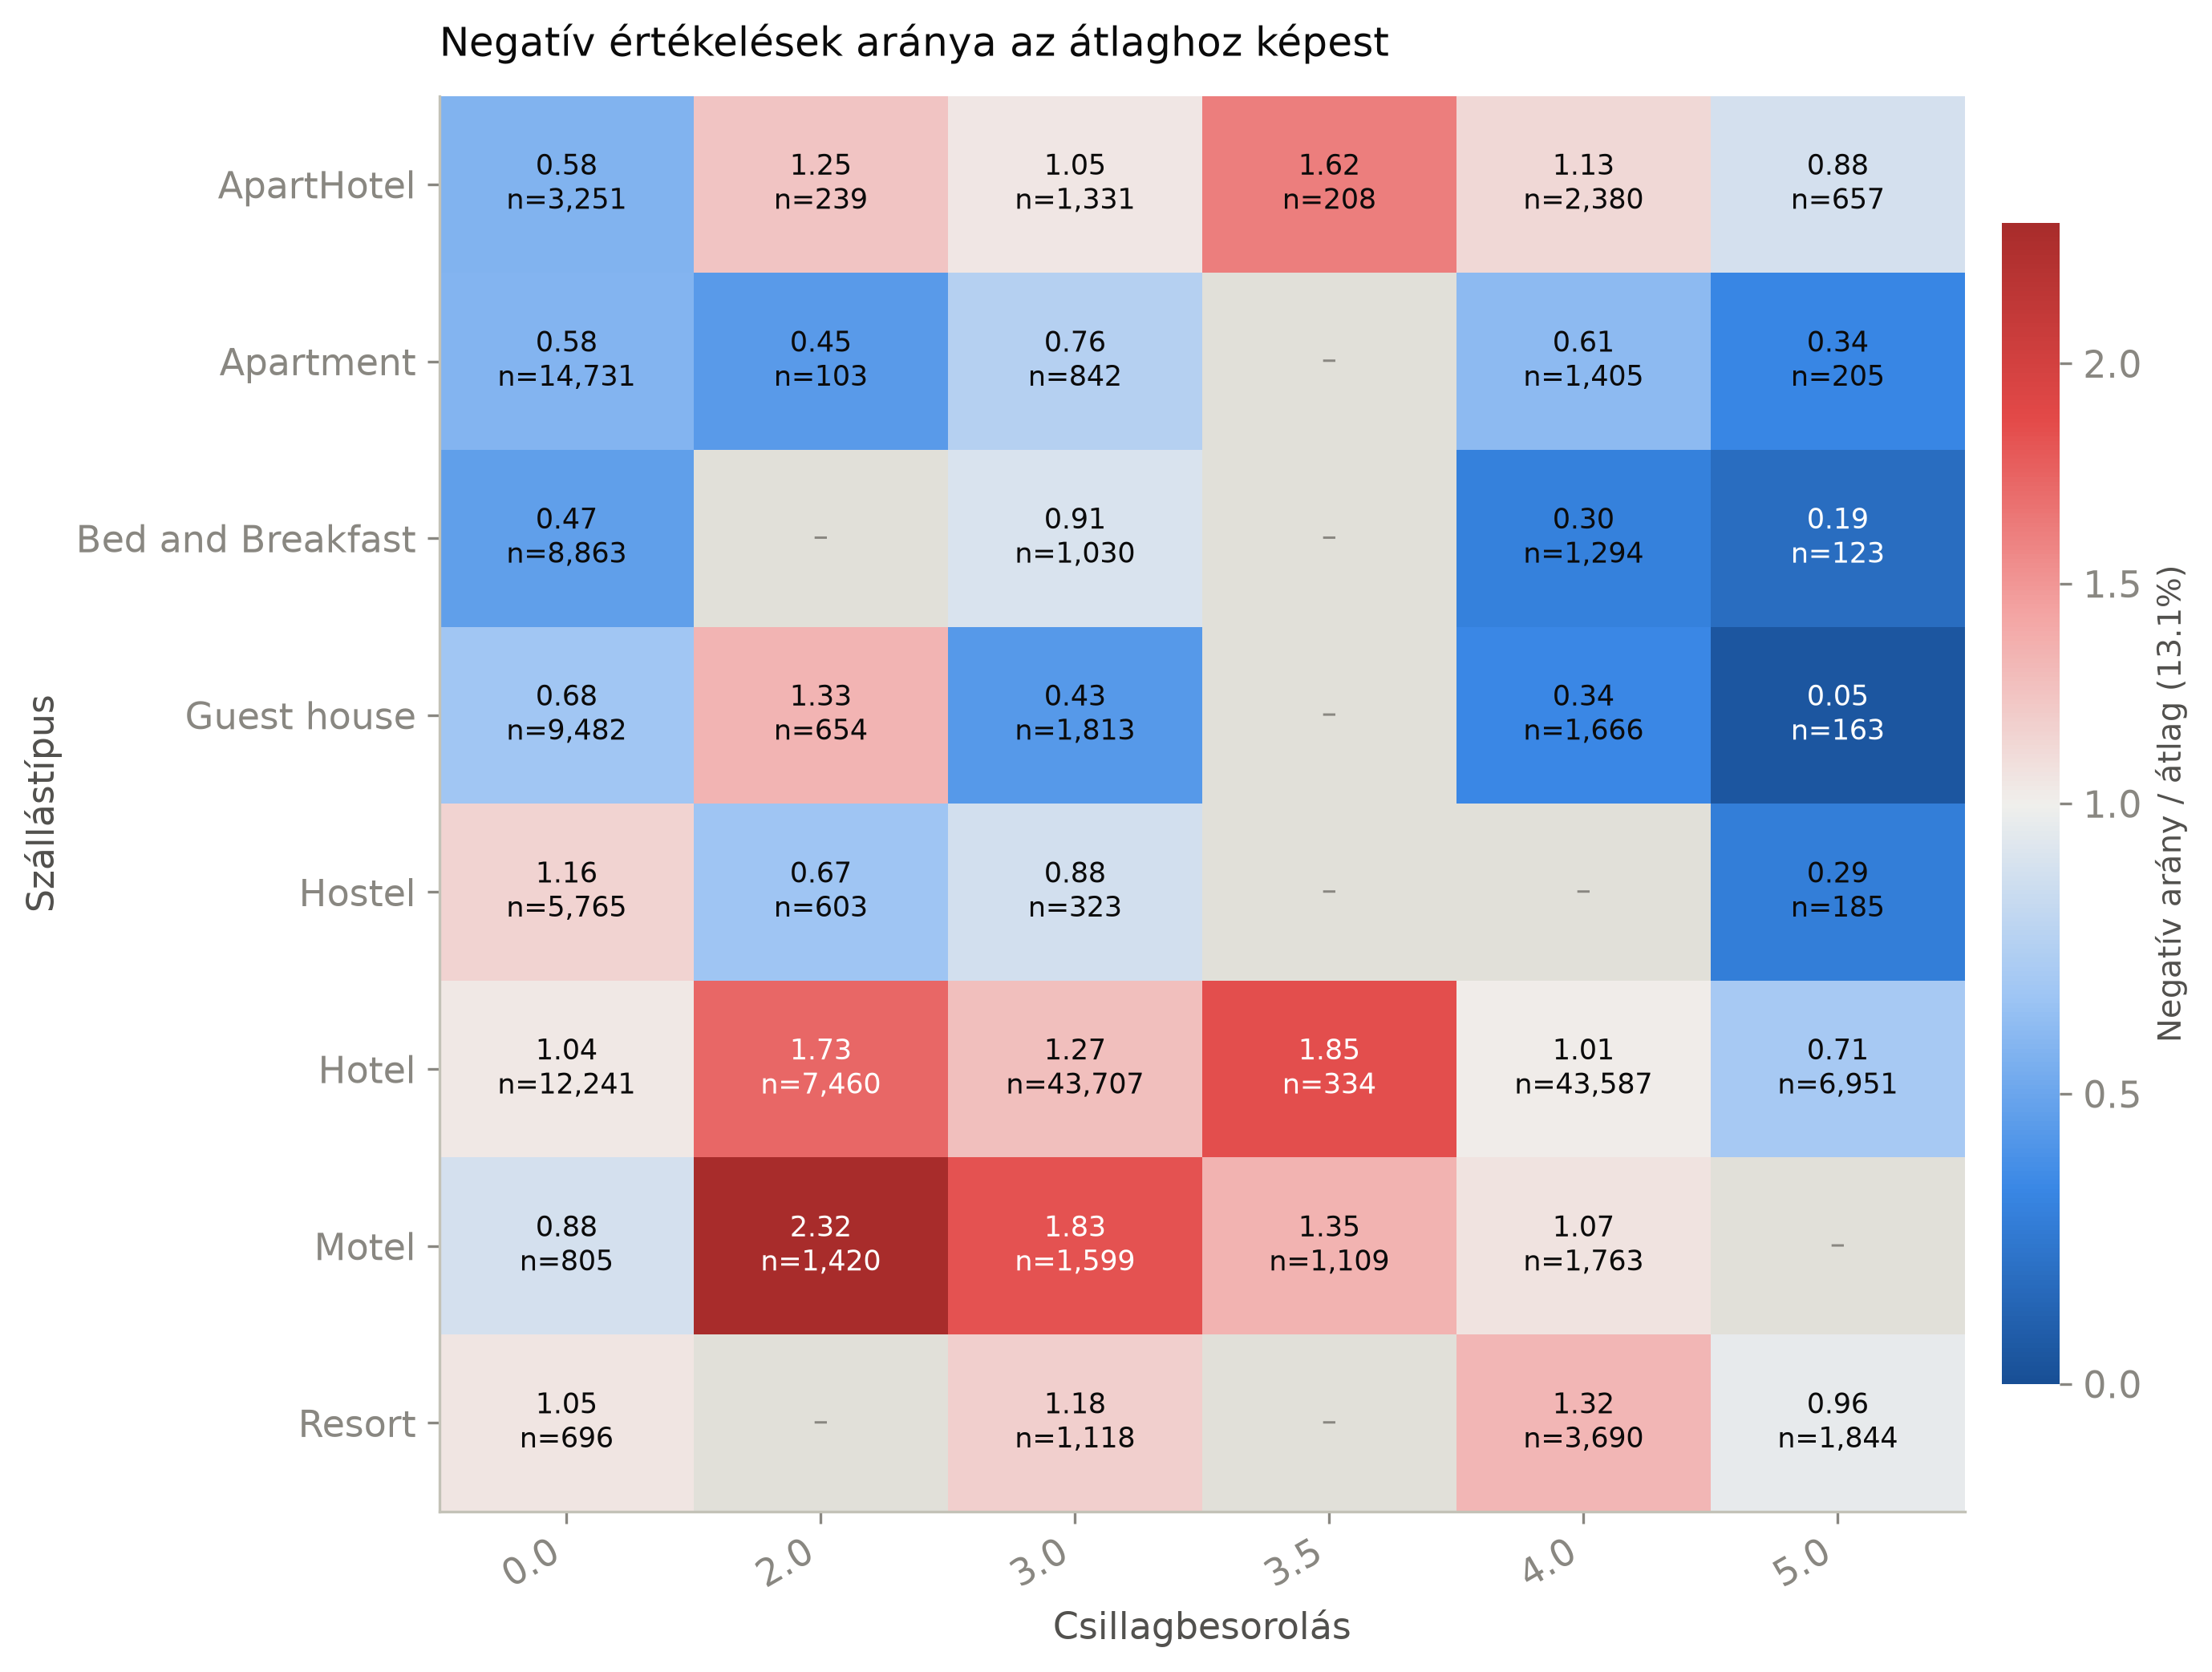 Negatív értékelések aránya az átlaghoz képest
Szállástípus
ApartHotel
0.58
n=3,251
1.25
n=239
1.05
n=1,331
1.62
n=208
1.13
n=2,380
0.88
n=657
Apartment
0.58
n=14,731
0.45
n=103
0.76
n=842
–
0.61
n=1,405
0.34
n=205
Bed and Breakfast
0.47
n=8,863
–
0.91
n=1,030
–
0.30
n=1,294
0.19
n=123
Guest house
0.68
n=9,482
1.33
n=654
0.43
n=1,813
–
0.34
n=1,666
0.05
n=163
Hostel
1.16
n=5,765
0.67
n=603
0.88
n=323
–
–
0.29
n=185
Hotel
1.04
n=12,241
1.73
n=7,460
1.27
n=43,707
1.85
n=334
1.01
n=43,587
0.71
n=6,951
Motel
0.88
n=805
2.32
n=1,420
1.83
n=1,599
1.35
n=1,109
1.07
n=1,763
–
Resort
1.05
n=696
–
1.18
n=1,118
–
1.32
n=3,690
0.96
n=1,844
0.0
2.0
3.0
3.5
4.0
5.0
Csillagbesorolás
2.0
1.5
1.0
0.5
0.0
Negatív arány / átlag (13.1%)